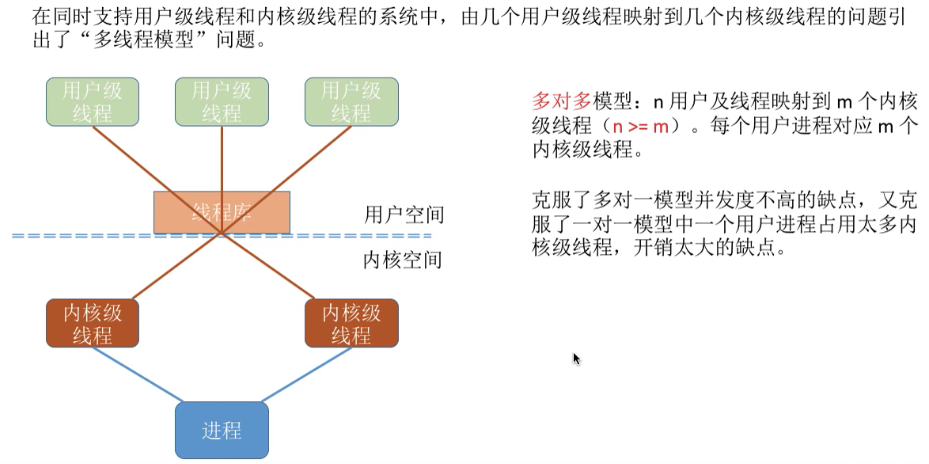 在同时支持用户级线程和内核级线程的系统中，由几个用户级线程映射到几个内核级线程的问题引
出了“多线程模型”问题。
用户级
线程
用户级
线程
用户级
线程
线程库
用户空间
内核空间
内核级
线程
内核级
线程
进程
多对多模型：n 用户及线程映射到 m 个内核
级线程（n >= m）。每个用户进程对应 m 个
内核级线程。
克服了多对一模型并发度不高的缺点，又克
服了一对一模型中一个用户进程占用太多内
核级线程，开销太大的缺点。